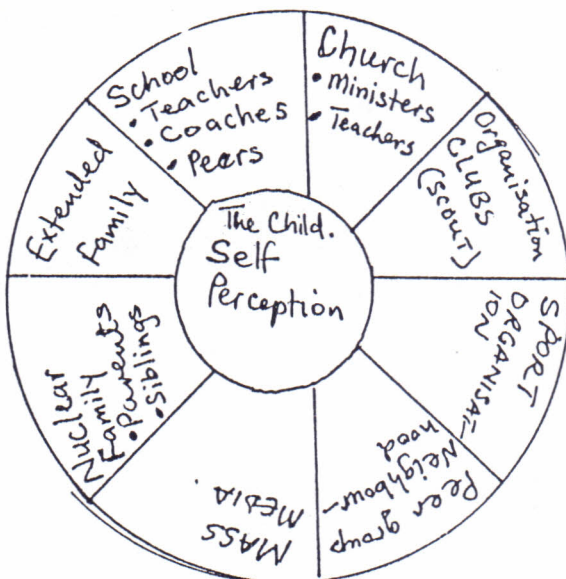 The Child.
Self
Perception
School
• Teachers
• Coaches
• Peers
Church
• Ministers
• Teachers
Organisation
CLUBS
(SCOUT)
SPORT
ORGANISAT-
ION
Peer group
Neighbour-
hood
MASS
MEDIA.
Nuclear
Family
• Parents
• Siblings
Extended
Family